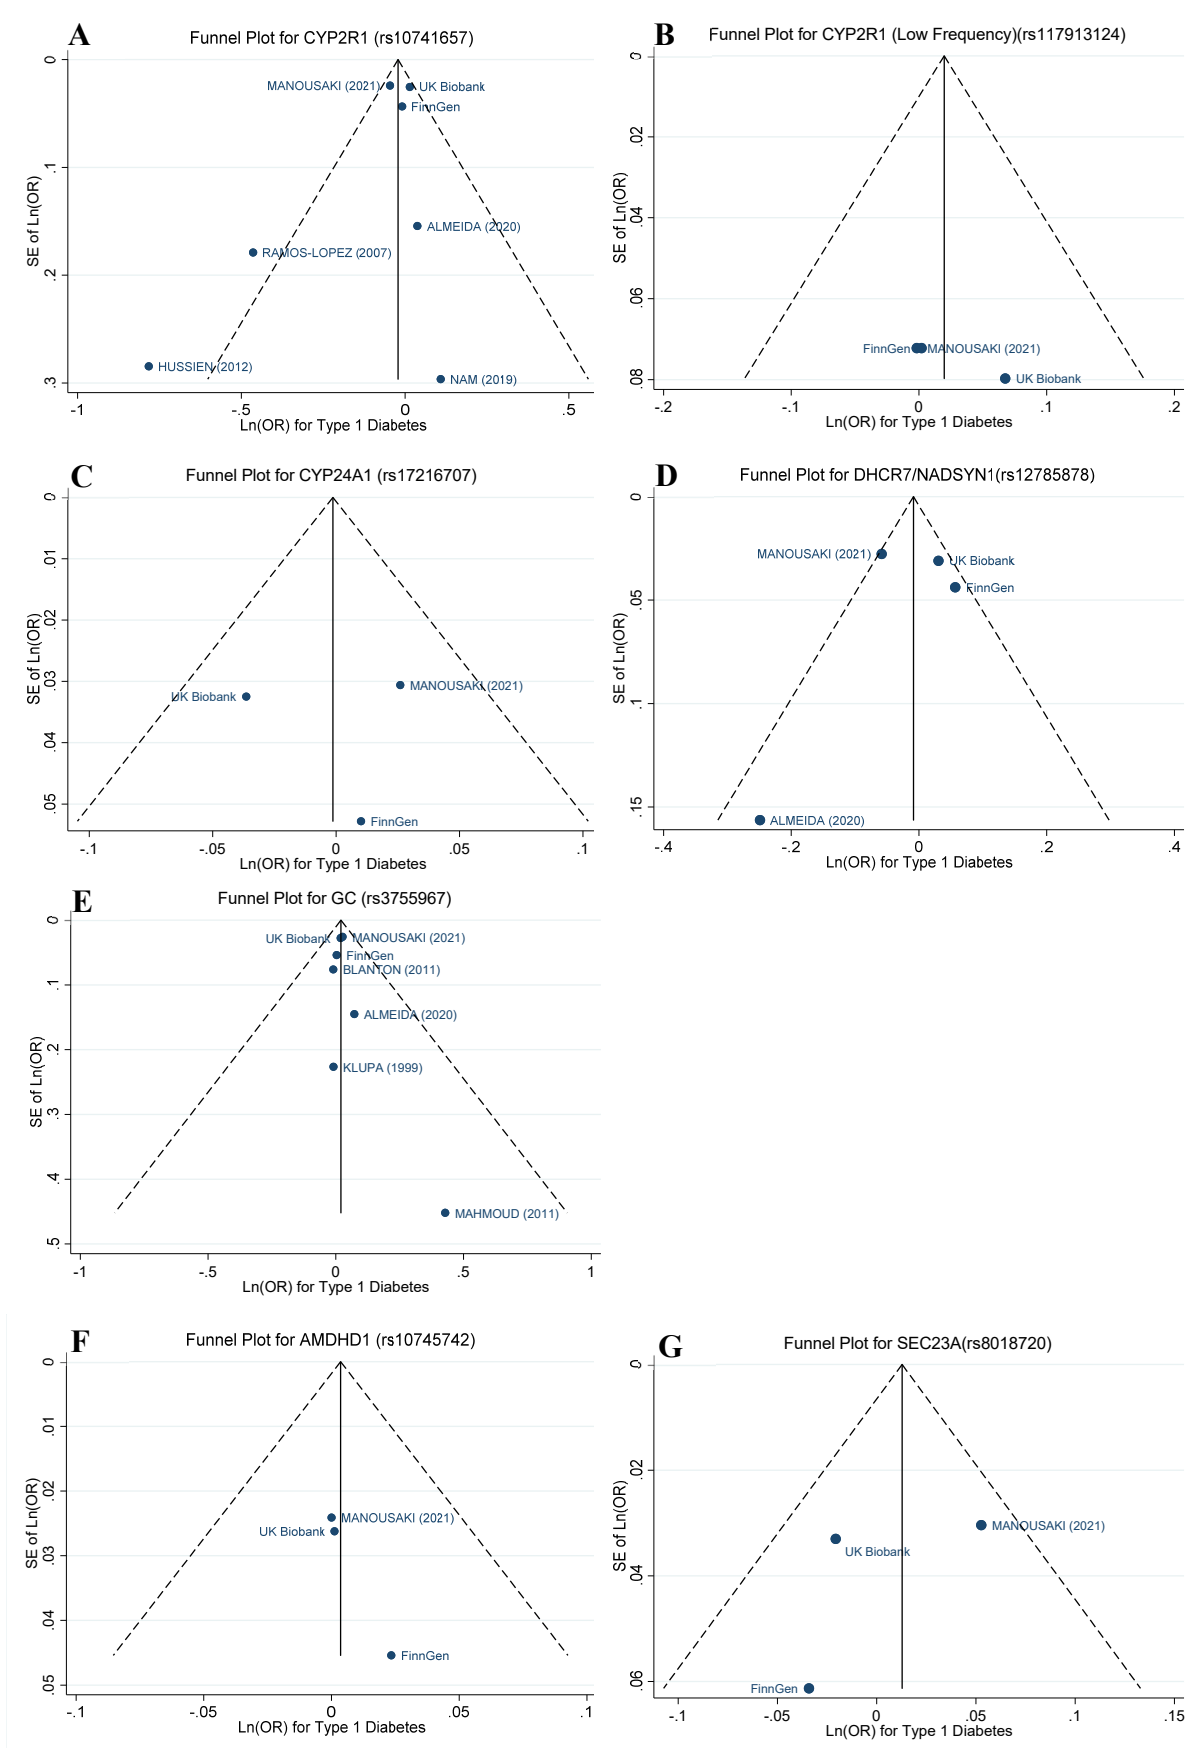 A
Funnel Plot for CYP2R1 (rs10741657)
SE of Ln(OR)
0
.1
.2
.3
MANOUSAKI (2021)
UK Biobank
FinnGen
ALMEIDA (2020)
RAMOS-LOPEZ (2007)
HUSSIEN (2012)
NAM (2019)
-1
-.5
0
.5
Ln(OR) for Type 1 Diabetes
B
Funnel Plot for CYP2R1 (Low Frequency)(rs117913124)
SE of Ln(OR)
0
.02
.04
.06
.08
FinnGen
MANOUSAKI (2021)
UK Biobank
-.2
-.1
0
.1
.2
Ln(OR) for Type 1 Diabetes
C
Funnel Plot for CYP24A1 (rs17216707)
SE of Ln(OR)
0
.01
.02
.03
.04
.05
MANOUSAKI (2021)
UK Biobank
FinnGen
-.1
-.05
0
.05
.1
Ln(OR) for Type 1 Diabetes
D
Funnel Plot for DHCR7/NADSYN1(rs12785878)
SE of Ln(OR)
0
.05
.1
.15
MANOUSAKI (2021)
UK Biobank
FinnGen
ALMEIDA (2020)
-.4
-.2
0
.2
.4
Ln(OR) for Type 1 Diabetes
E
Funnel Plot for GC (rs3755967)
SE of Ln(OR)
0
.1
.2
.3
.4
.5
UK Biobank
MANOUSAKI (2021)
FinnGen
BLANTON (2011)
ALMEIDA (2020)
KLUPA (1999)
MAHMOUD (2011)
-1
-.5
0
.5
1
Ln(OR) for Type 1 Diabetes
F
Funnel Plot for AMDHD1 (rs10745742)
SE of Ln(OR)
0
.01
.02
.03
.04
.05
MANOUSAKI (2021)
UK Biobank
FinnGen
-.1
-.05
0
.05
.1
Ln(OR) for Type 1 Diabetes
G
Funnel Plot for SEC23A(rs8018720)
SE of Ln(OR)
0
.02
.04
.06
MANOUSAKI (2021)
UK Biobank
FinnGen
-.1
-.05
0
.05
.1
.15
Ln(OR) for Type 1 Diabetes